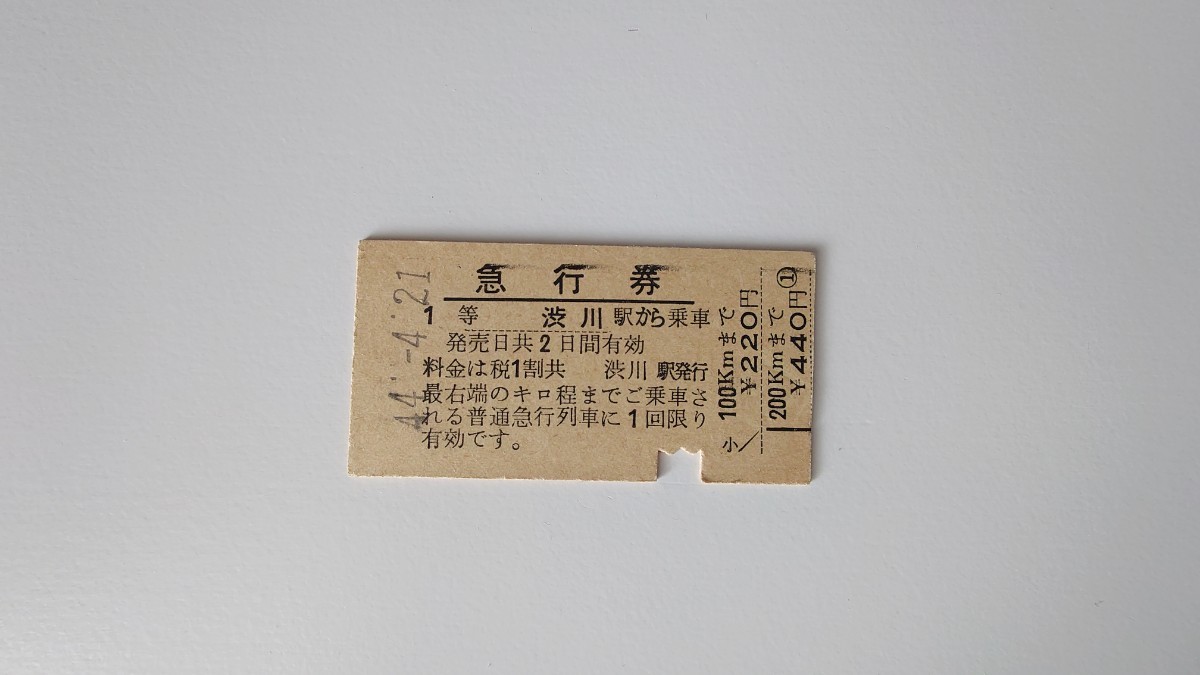 急行券
1等 渋川駅から乗車
発売日共2日間有効
料金は税1割共 渋川駅発行
最右端のキロ程までご乗車さ
れる普通急行列車に1回限り
有効です。
100Kmまで
￥220円
小
200Kmまで
￥440円①
44.-4.21